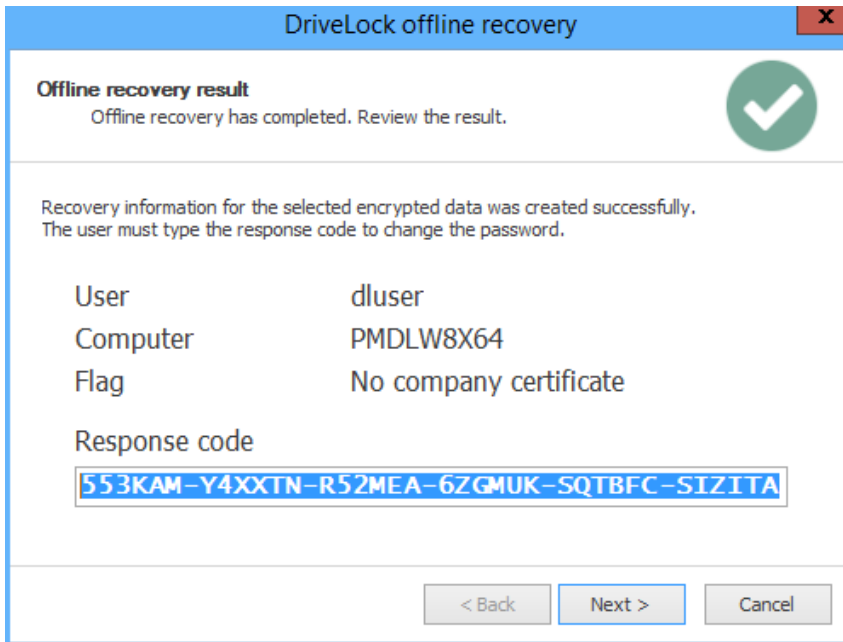 DriveLock offline recovery
x
Offline recovery result
Offline recovery has completed. Review the result.
Recovery information for the selected encrypted data was created successfully.
The user must type the response code to change the password.
User dluser
Computer PMDLW8X64
Flag No company certificate
Response code
553KAM-Y4XXTN-R52MEA-6ZGMUK-SQTBFC-SIZITA
< Back Next > Cancel